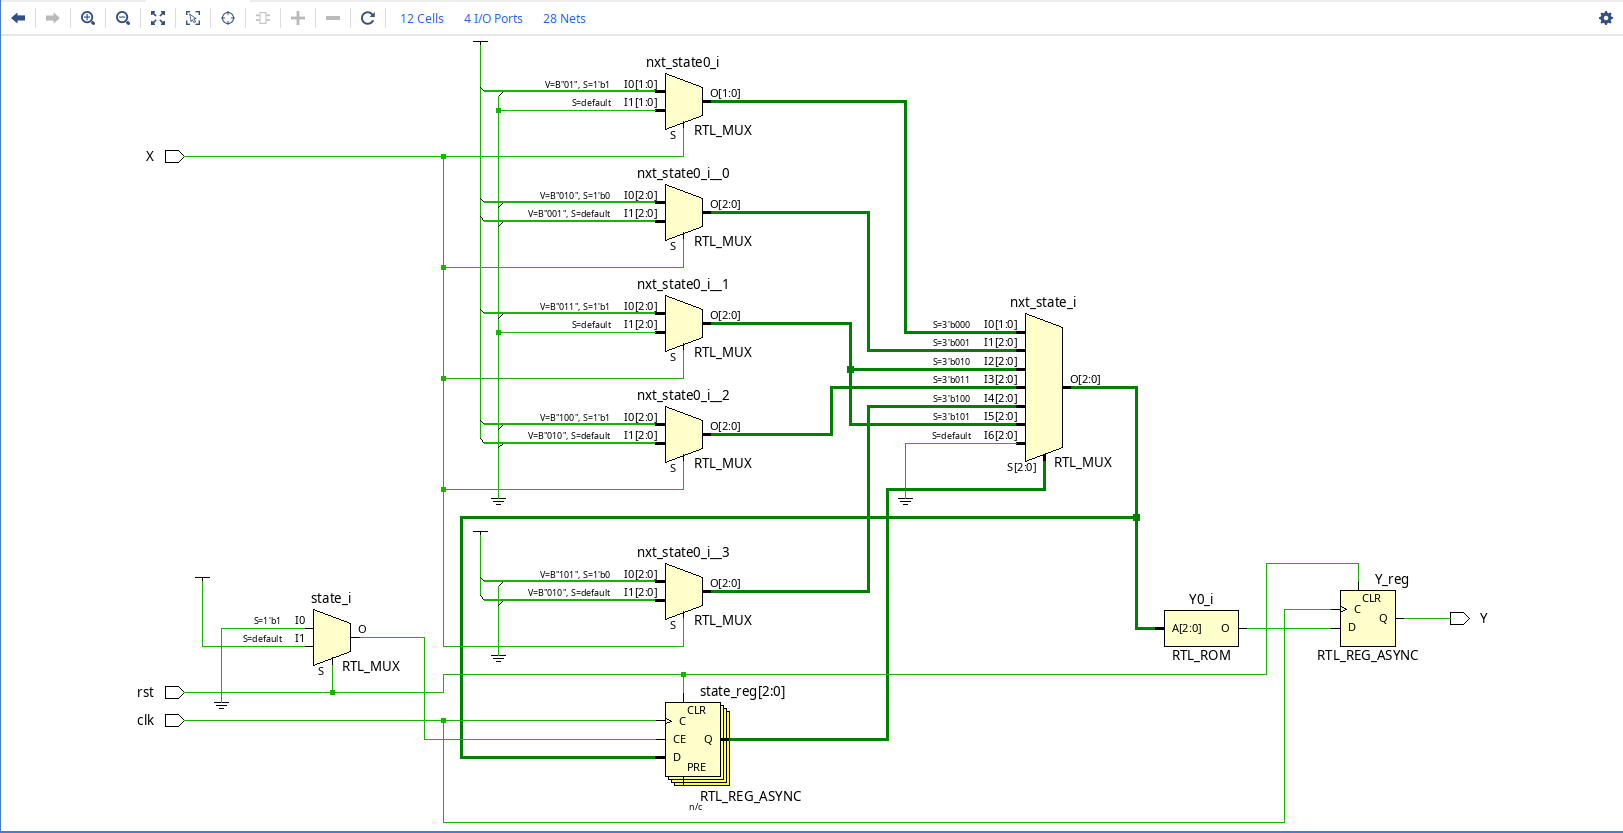 12 Cells 4 I/O Ports 28 Nets
nxt_state0_i
V=B"01", S=1'b1 I0[1:0]
S=default I1[1:0]
O[1:0]
S
RTL_MUX
X
nxt_state0_i__0
V=B"010", S=1'b0 I0[2:0]
V=B"001", S=default I1[2:0]
O[2:0]
S
RTL_MUX
nxt_state0_i__1
V=B"011", S=1'b1 I0[2:0]
S=default I1[2:0]
O[2:0]
S
RTL_MUX
nxt_state0_i__2
V=B"100", S=1'b1 I0[2:0]
V=B"010", S=default I1[2:0]
O[2:0]
S
RTL_MUX
nxt_state_i
S=3'b000 I0[1:0]
S=3'b001 I1[2:0]
S=3'b010 I2[2:0]
S=3'b011 I3[2:0]
S=3'b100 I4[2:0]
S=3'b101 I5[2:0]
S=default I6[2:0]
O[2:0]
S[2:0]
RTL_MUX
nxt_state0_i__3
V=B"101", S=1'b0 I0[2:0]
V=B"010", S=default I1[2:0]
O[2:0]
S
RTL_MUX
state_i
S=1'b1 I0
S=default I1
O
S
RTL_MUX
rst
clk
state_reg[2:0]
CLR
C
CE Q
D
PRE
RTL_REG_ASYNC
n/c
Y0_i
A[2:0] O
RTL_ROM
Y_reg
CLR
C
D Q
RTL_REG_ASYNC
Y